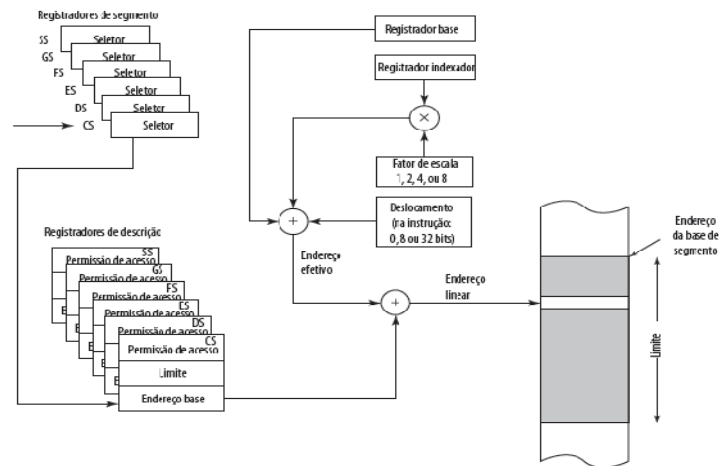 Registradores de segmento
SS
Seletor
GS
Seletor
FS
Seletor
ES
Seletor
DS
Seletor
CS
Seletor
Registrador base
Registrador indexador
×
Fator de escala
1, 2, 4, ou 8
+
Deslocamento
(na instrução:
0,8 ou 32 bits)
Endereço
efetivo
Registradores de descrição
SS
Permissão de acesso
GS
Permissão de acesso
FS
Permissão de acesso
ES
Permissão de acesso
DS
Permissão de acesso
CS
Permissão de acesso
Limite
Endereço base
+
Endereço
linear
Endereço
da base de
segmento
Limite